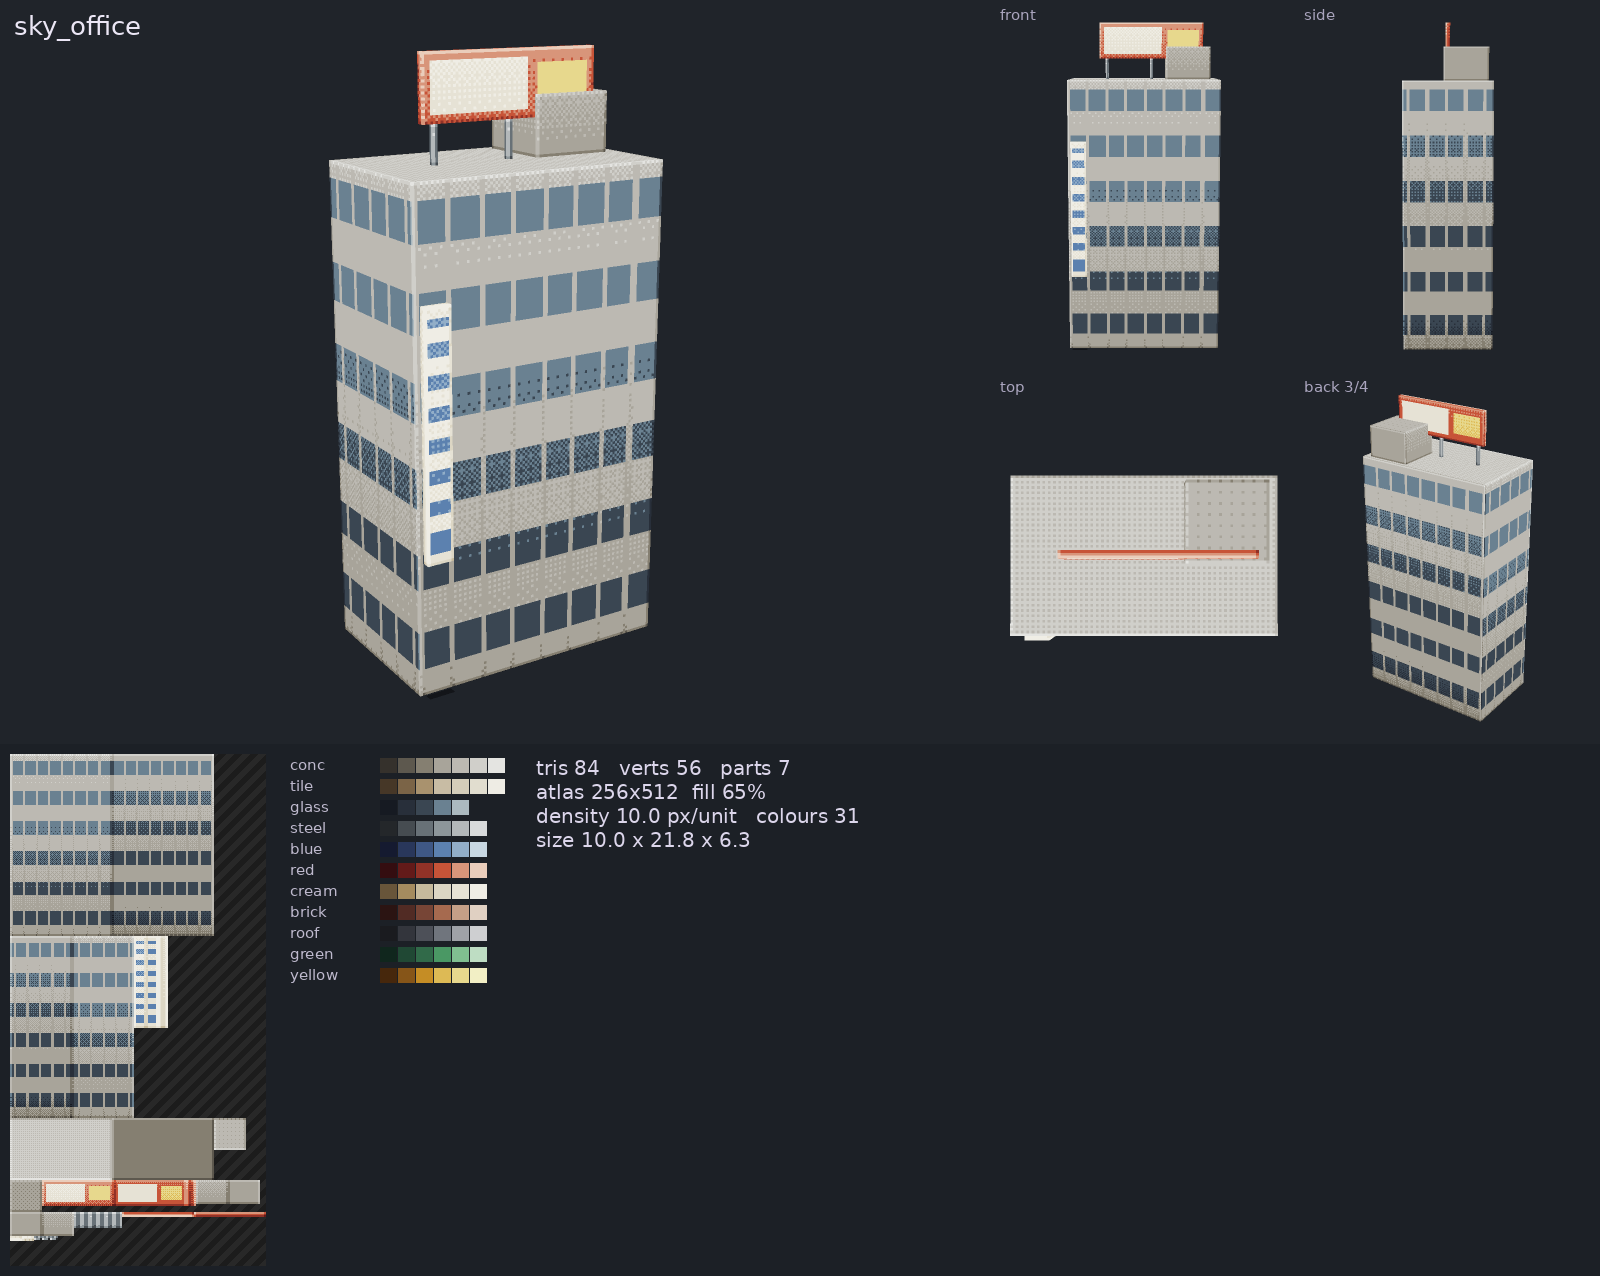 sky_office
front
side
top
back 3/4
conc
tile
glass
steel
blue
red
cream
brick
roof
green
yellow
tris 84 verts 56 parts 7
atlas 256x512 fill 65%
density 10.0 px/unit colours 31
size 10.0 x 21.8 x 6.3